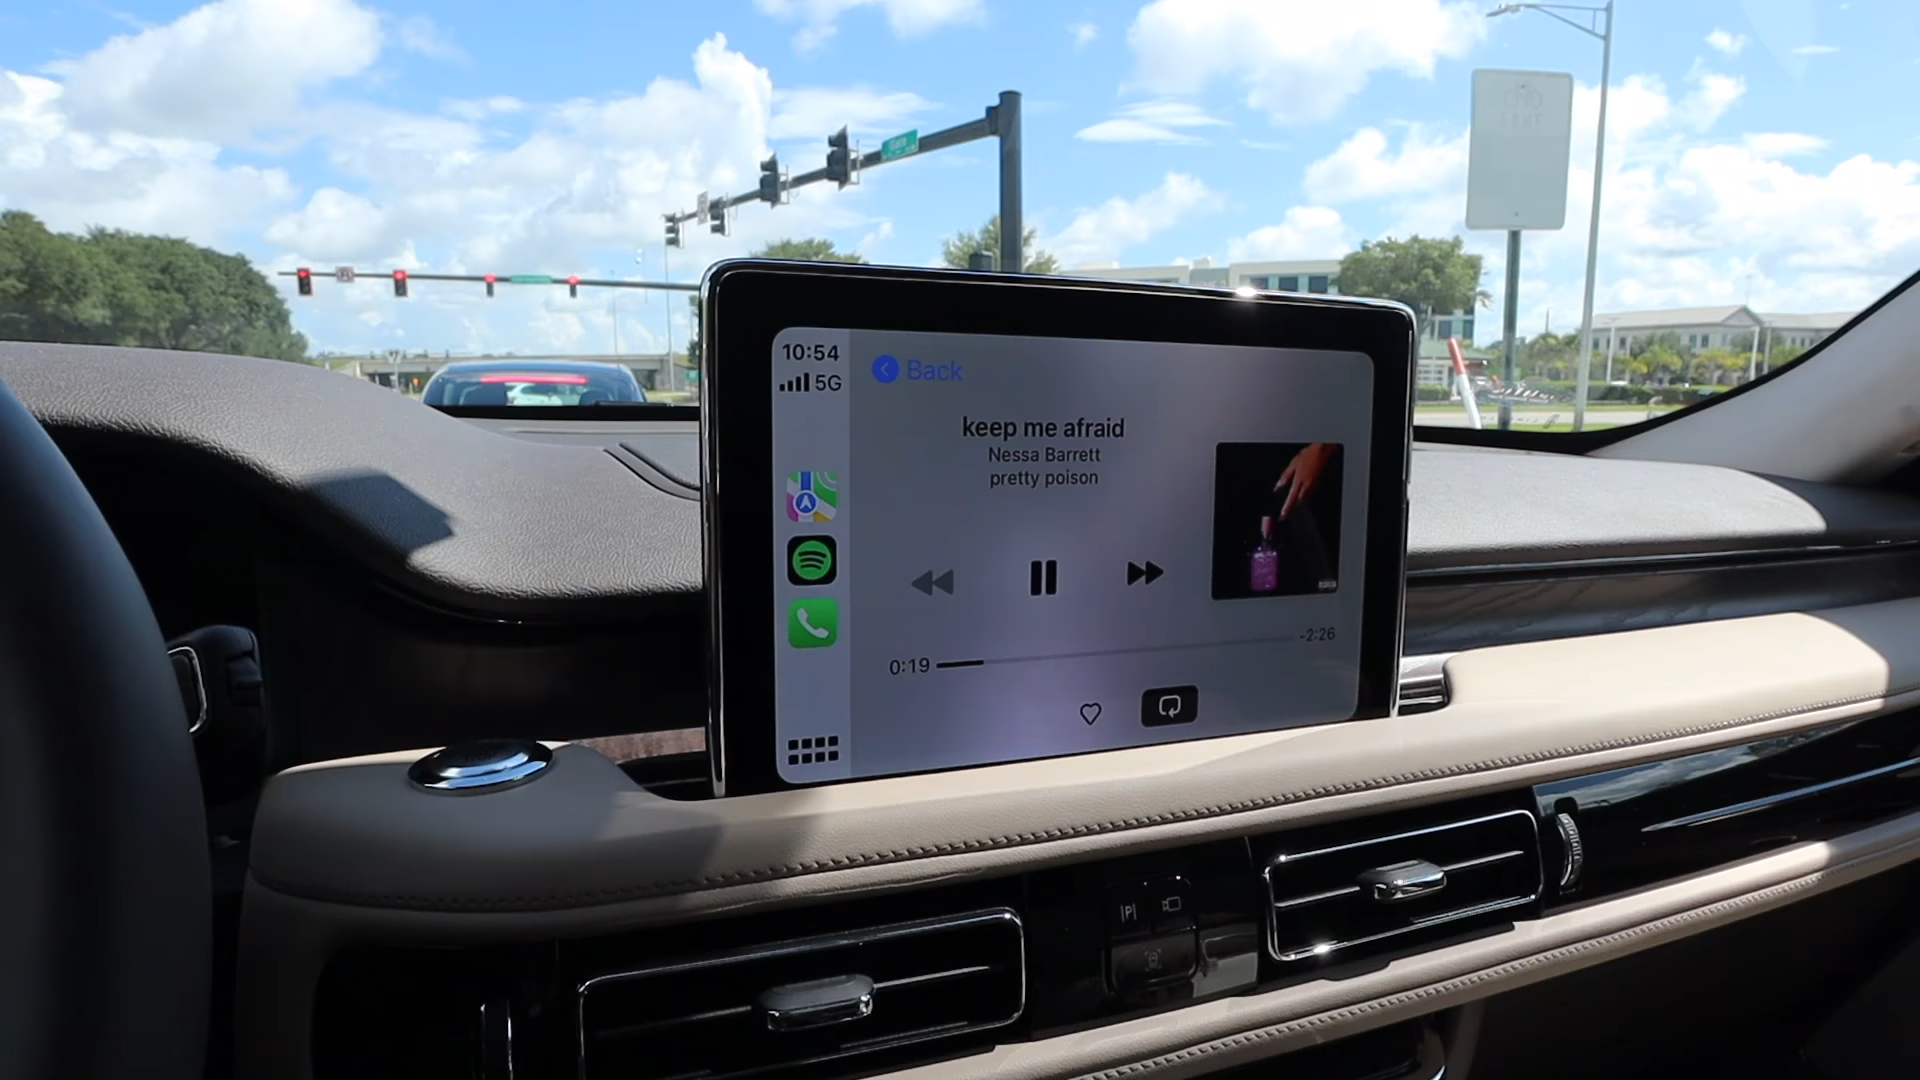 10:54
5G
Back
keep me afraid
Nessa Barrett
pretty poison
-2:26
0:19
P